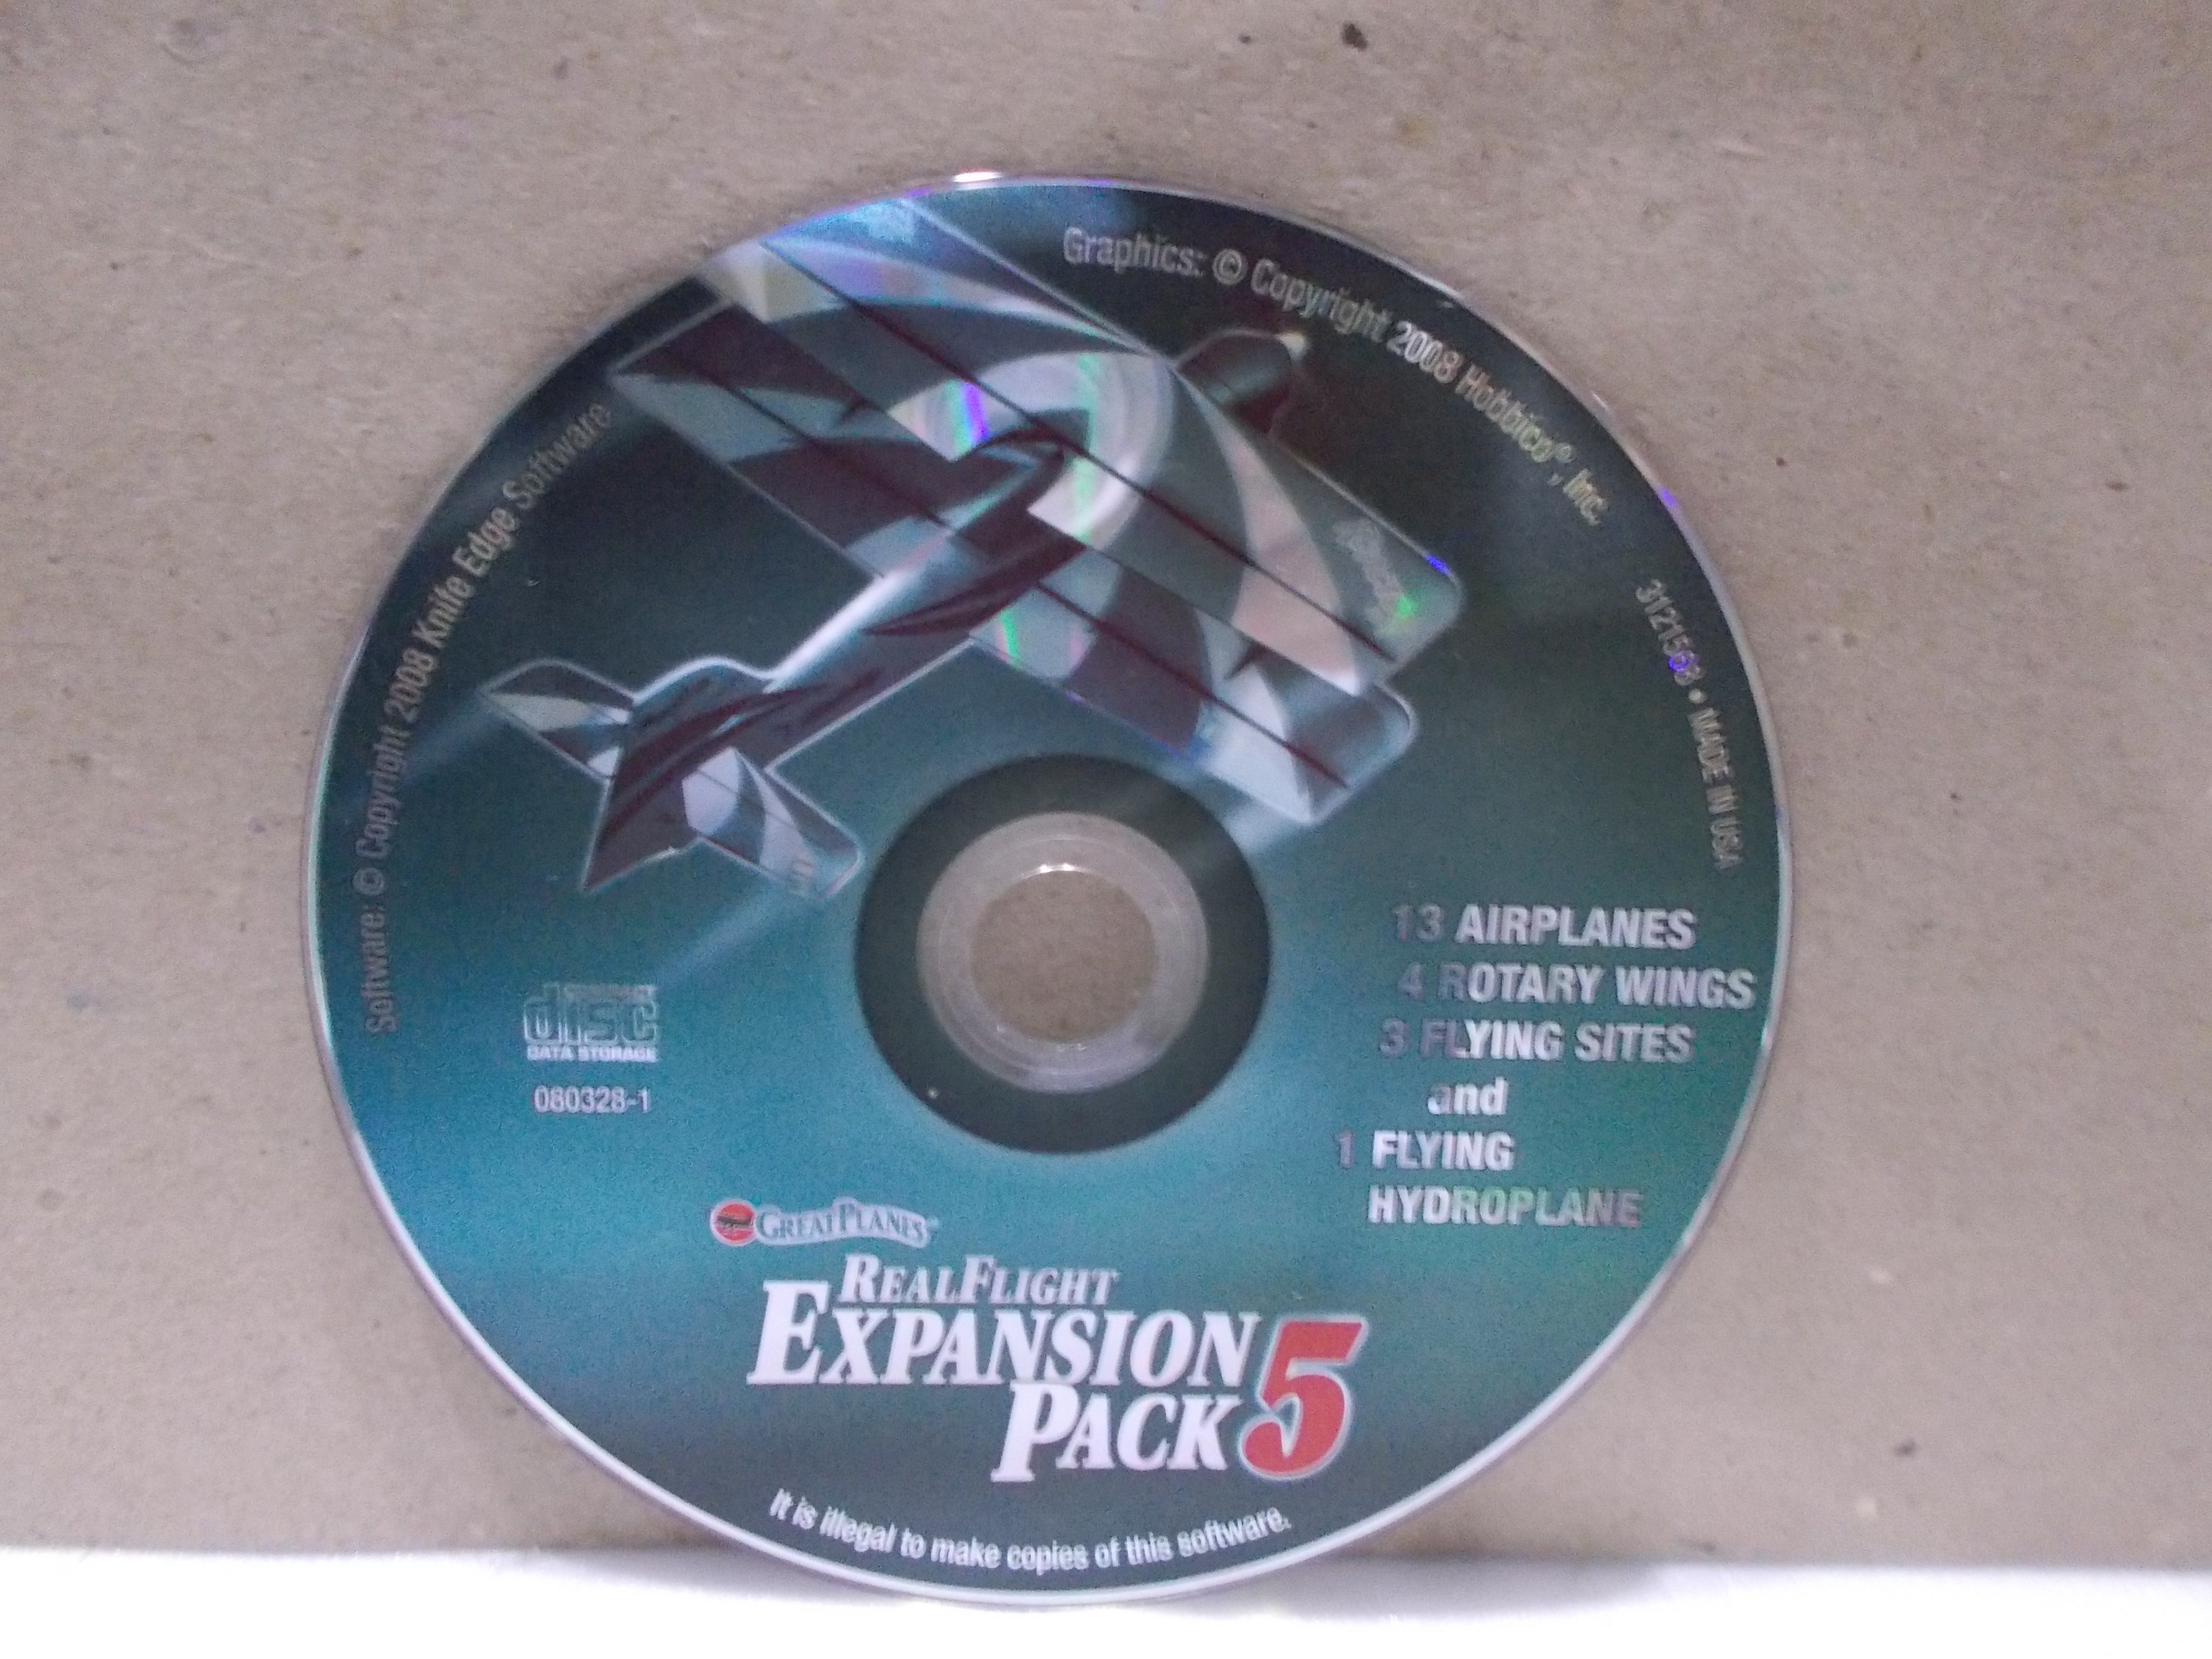 Graphics: © Copyright 2008 Hobbico®, Inc.
Software: © Copyright 2008 Knife Edge Software
• MADE IN USA
13 AIRPLANES
4 ROTARY WINGS
3 FLYING SITES
and
1 FLYING
HYDROPLANE
COMPACT
disc
DATA STORAGE
080328-1
GREATPLANES
REALFLIGHT
EXPANSION
PACK 5
It is illegal to make copies of this software.